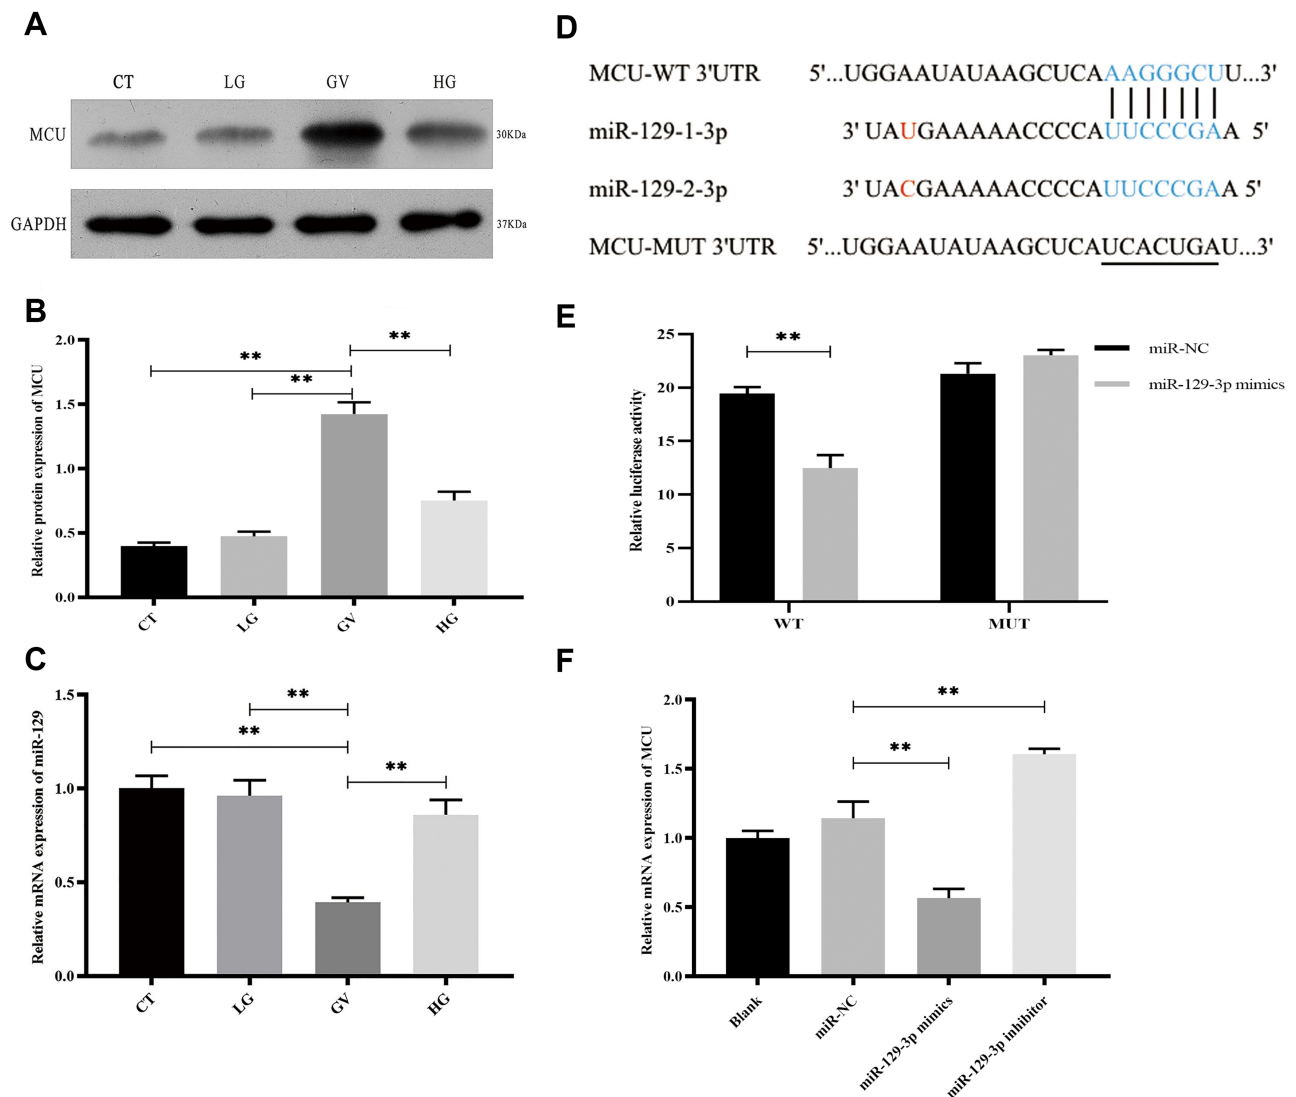 A
CT LG GV HG
MCU 30KDa
GAPDH 37KDa
B
Relative protein expression of MCU
2.0
1.5
1.0
0.5
0.0
** ** **
CT LG GV HG
C
Relative mRNA expression of miR-129
1.5
1.0
0.5
0.0
** ** **
CT LG GV HG
D
MCU-WT 3'UTR 5'...UGGAAUAUAAGCUCAAAGGGCUU...3'
miR-129-1-3p 3' UAUGAAAAACCCCAUUCCCGAA 5'
miR-129-2-3p 3' UACGAAAAACCCCAUUCCCGAA 5'
MCU-MUT 3'UTR 5'...UGGAAUAUAAGCUCAUCACUGAU...3'
E
Relative luciferase activity
25
20
15
10
5
0
**
WT MUT
miR-NC
miR-129-3p mimics
F
Relative mRNA expression of MCU
2.0
1.5
1.0
0.5
0.0
** **
Blank miR-NC miR-129-3p mimics miR-129-3p inhibitor